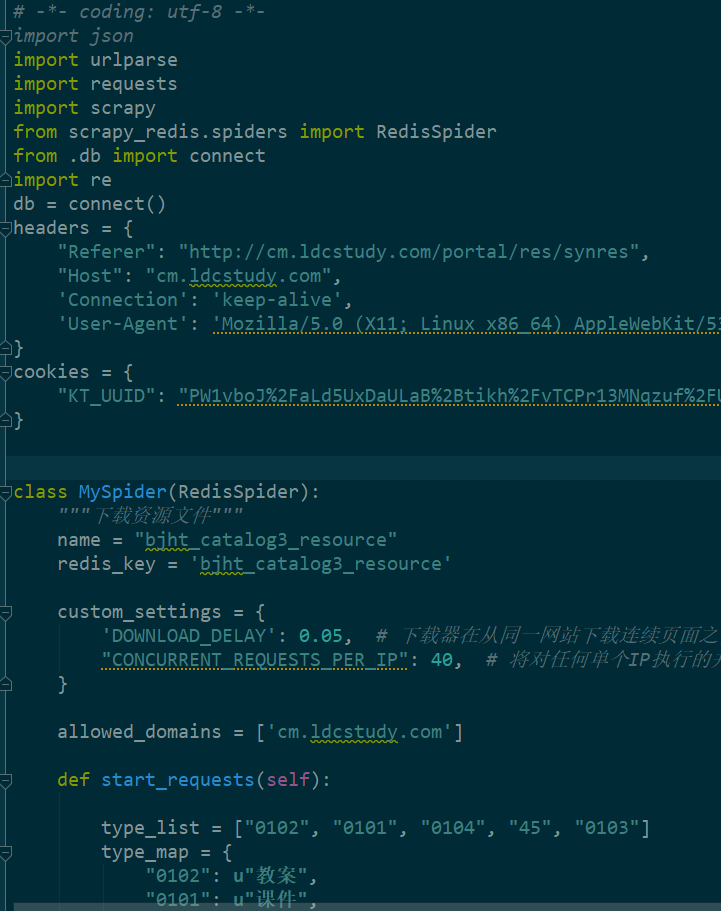 # -*- coding: utf-8 -*-
import json
import urlparse
import requests
import scrapy
from scrapy_redis.spiders import RedisSpider
from .db import connect
import re
db = connect()
headers = {
"Referer": "http://cm.ldcstudy.com/portal/res/synres",
"Host": "cm.ldcstudy.com",
'Connection': 'keep-alive',
'User-Agent': 'Mozilla/5.0 (X11; Linux x86_64) AppleWebKit/53
}
cookies = {
"KT_UUID": "PW1vboJ%2FaLd5UxDaULaB%2Btikh%2FvTCPr13MNqzuf%2FU
}
class MySpider(RedisSpider):
"""下载资源文件"""
name = "bjht_catalog3_resource"
redis_key = 'bjht_catalog3_resource'
custom_settings = {
'DOWNLOAD_DELAY': 0.05,  # 下载器在从同一网站下载连续页面之
"CONCURRENT_REQUESTS_PER_IP": 40,  # 将对任何单个IP执行的
}
allowed_domains = ['cm.ldcstudy.com']
def start_requests(self):
type_list = ["0102", "0101", "0104", "45", "0103"]
type_map = {
"0102": u"教案",
"0101": u"课件",